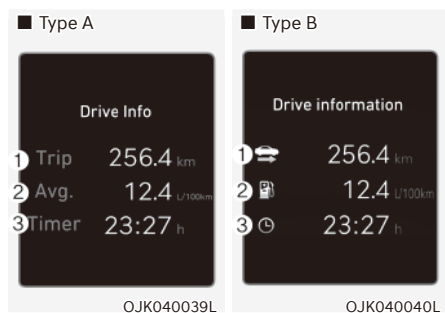 ■ Type A
Drive Info
1 Trip 256.4 km
2 Avg. 12.4 L/100km
3 Timer 23:27 h
OJK040039L
■ Type B
Drive information
1 256.4 km
2 12.4 L/100km
3 23:27 h
OJK040040L